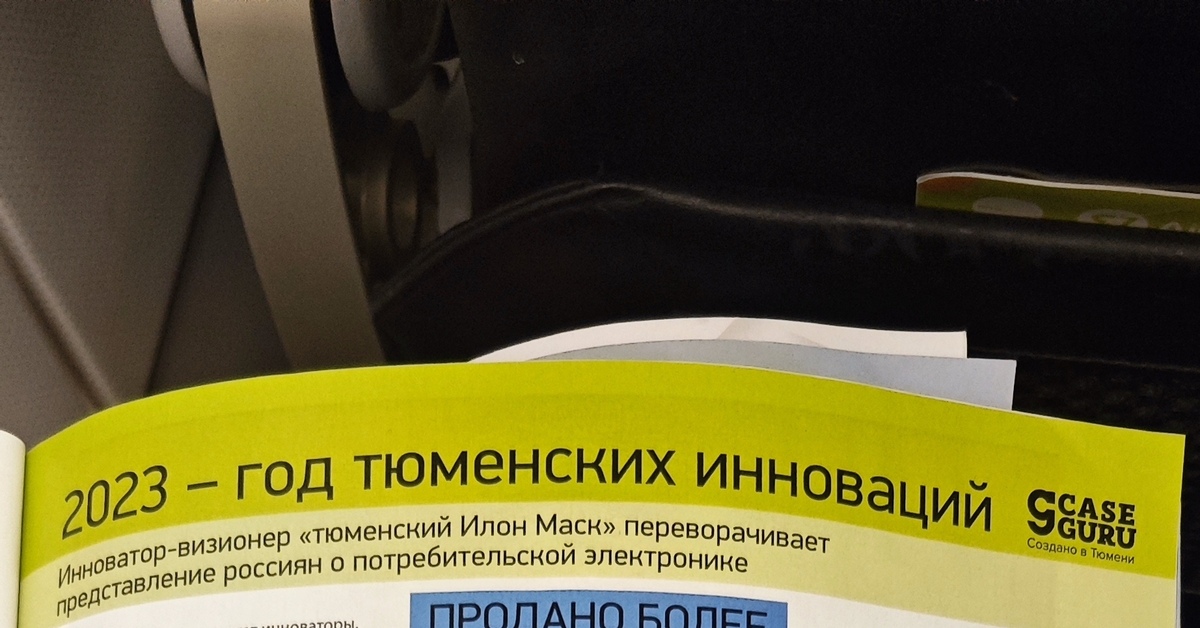 2023 – год тюменских инноваций
CASE
GURU
Создано в Тюмени
Инноватор-визионер «тюменский Илон Маск» переворачивает
представление россиян о потребительской электронике
ПРОДАНО БОЛЕЕ
инноваторы,